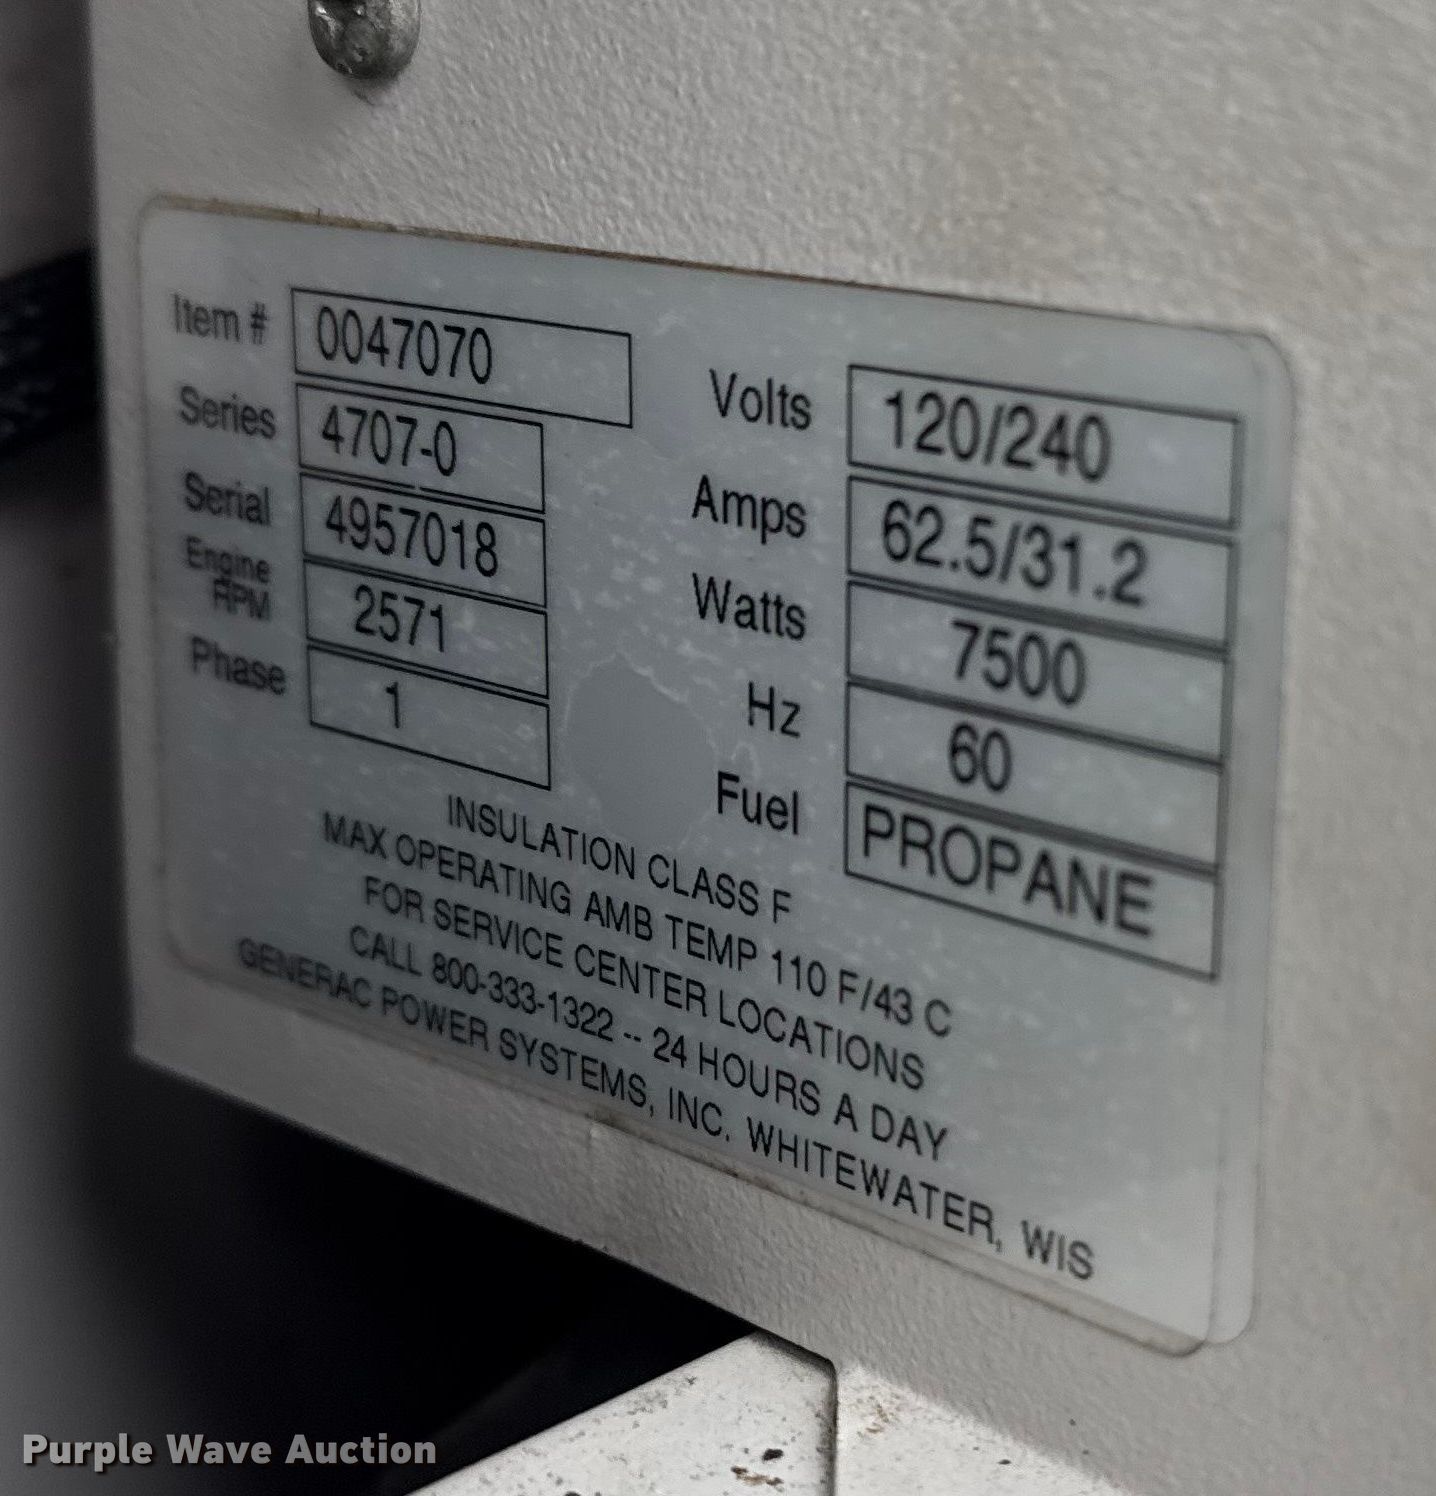 Item # 0047070
Series 4707-0
Serial 4957018
Engine RPM 2571
Phase 1
Volts 120/240
Amps 62.5/31.2
Watts 7500
Hz 60
Fuel PROPANE
INSULATION CLASS F
MAX OPERATING AMB TEMP 110 F/43 C
FOR SERVICE CENTER LOCATIONS
CALL 800-333-1322 -- 24 HOURS A DAY
GENERAC POWER SYSTEMS, INC. WHITEWATER, WIS
Purple Wave Auction